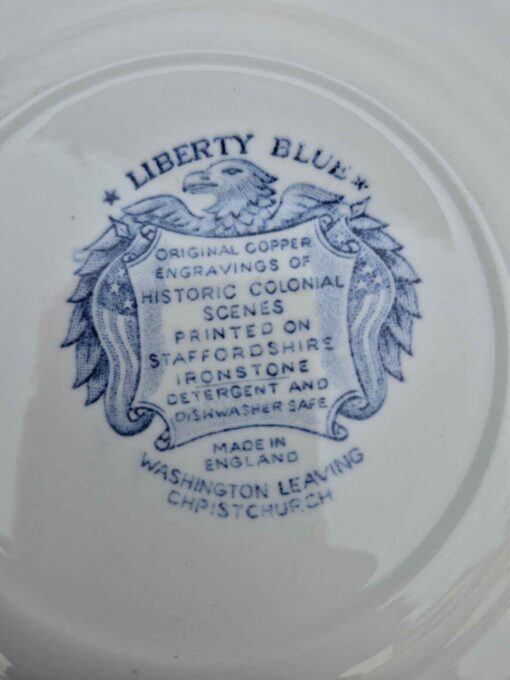 ★ LIBERTY BLUE ★
ORIGINAL COPPER
ENGRAVINGS OF
HISTORIC COLONIAL
SCENES
PRINTED ON
STAFFORDSHIRE
IRONSTONE
DETERGENT AND
DISHWASHER SAFE
MADE IN
ENGLAND
WASHINGTON LEAVING
CHRISTCHURCH